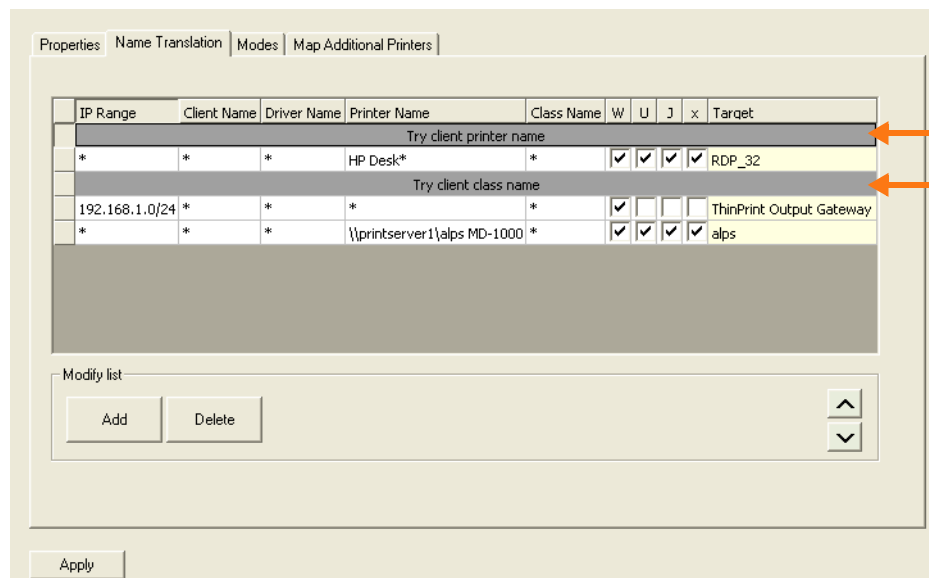 Properties Name Translation Modes Map Additional Printers
IP Range Client Name Driver Name Printer Name Class Name W U J x Target
Try client printer name
* * * HP Desk* * RDP_32
Try client class name
192.168.1.0/24 * * * * ThinPrint Output Gateway
* * * \\printserver1\alps MD-1000 * alps
Modify list
Add Delete
Apply